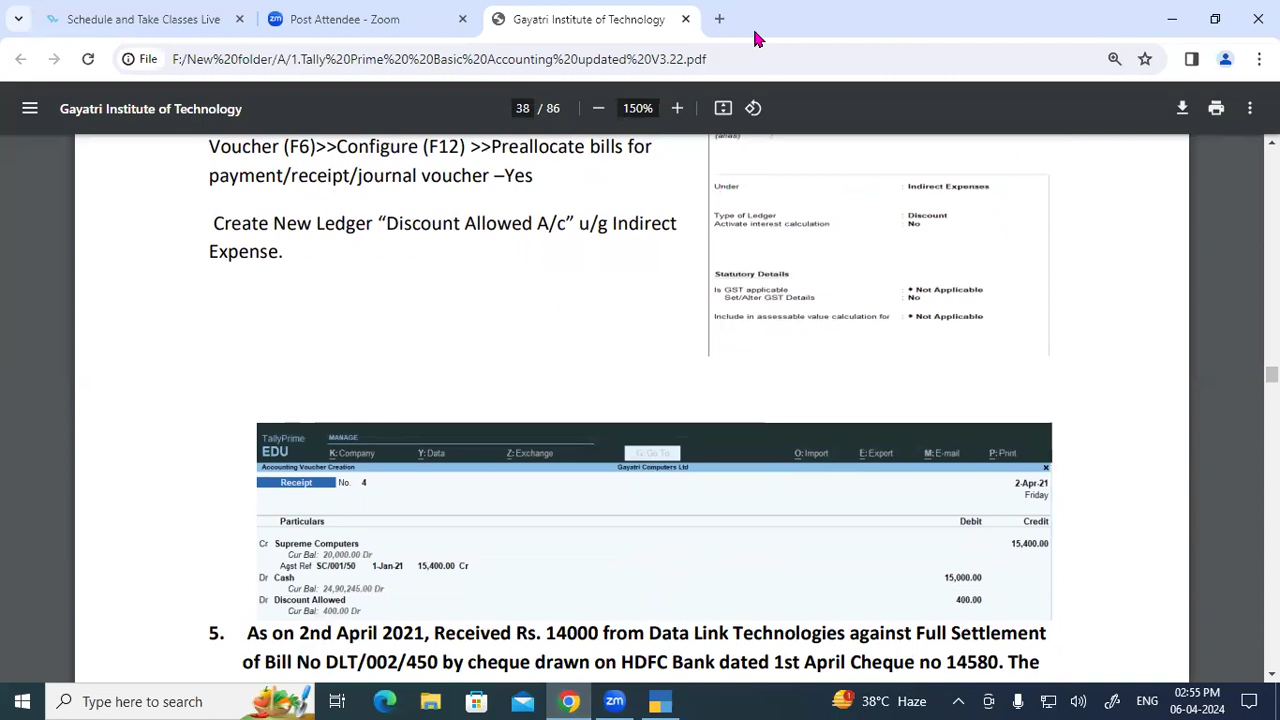 Schedule and Take Classes Live
Post Attendee - Zoom
Gayatri Institute of Technology
File
F:/New%20folder/A/1.Tally%20Prime%20%20Basic%20Accounting%20updated%20V3.22.pdf
Gayatri Institute of Technology
38 / 86
150%
Voucher (F6)>>Configure (F12) >>Preallocate bills for
payment/receipt/journal voucher –Yes
Create New Ledger “Discount Allowed A/c” u/g Indirect
Expense.
(alias) :
Under : Indirect Expenses
Type of Ledger : Discount
Activate interest calculation : No
Statutory Details
Is GST applicable : • Not Applicable
Set/Alter GST Details : No
Include in assessable value calculation for : • Not Applicable
TallyPrime MANAGE
EDU K: Company Y: Data Z: Exchange G: Go To O: Import E: Export M: E-mail P: Print
Accounting Voucher Creation Gayatri Computers Ltd x
Receipt No. 4 2-Apr-21
Friday
Particulars Debit Credit
Cr Supreme Computers 15,400.00
Cur Bal: 20,000.00 Dr
Agst Ref SC/001/50 1-Jan-21 15,400.00 Cr
Dr Cash 15,000.00
Cur Bal: 24,90,245.00 Dr
Dr Discount Allowed 400.00
Cur Bal: 400.00 Dr
5. As on 2nd April 2021, Received Rs. 14000 from Data Link Technologies against Full Settlement
of Bill No DLT/002/450 by cheque drawn on HDFC Bank dated 1st April Cheque no 14580. The
Type here to search
1
38°C Haze
ENG
02:55 PM
06-04-2024